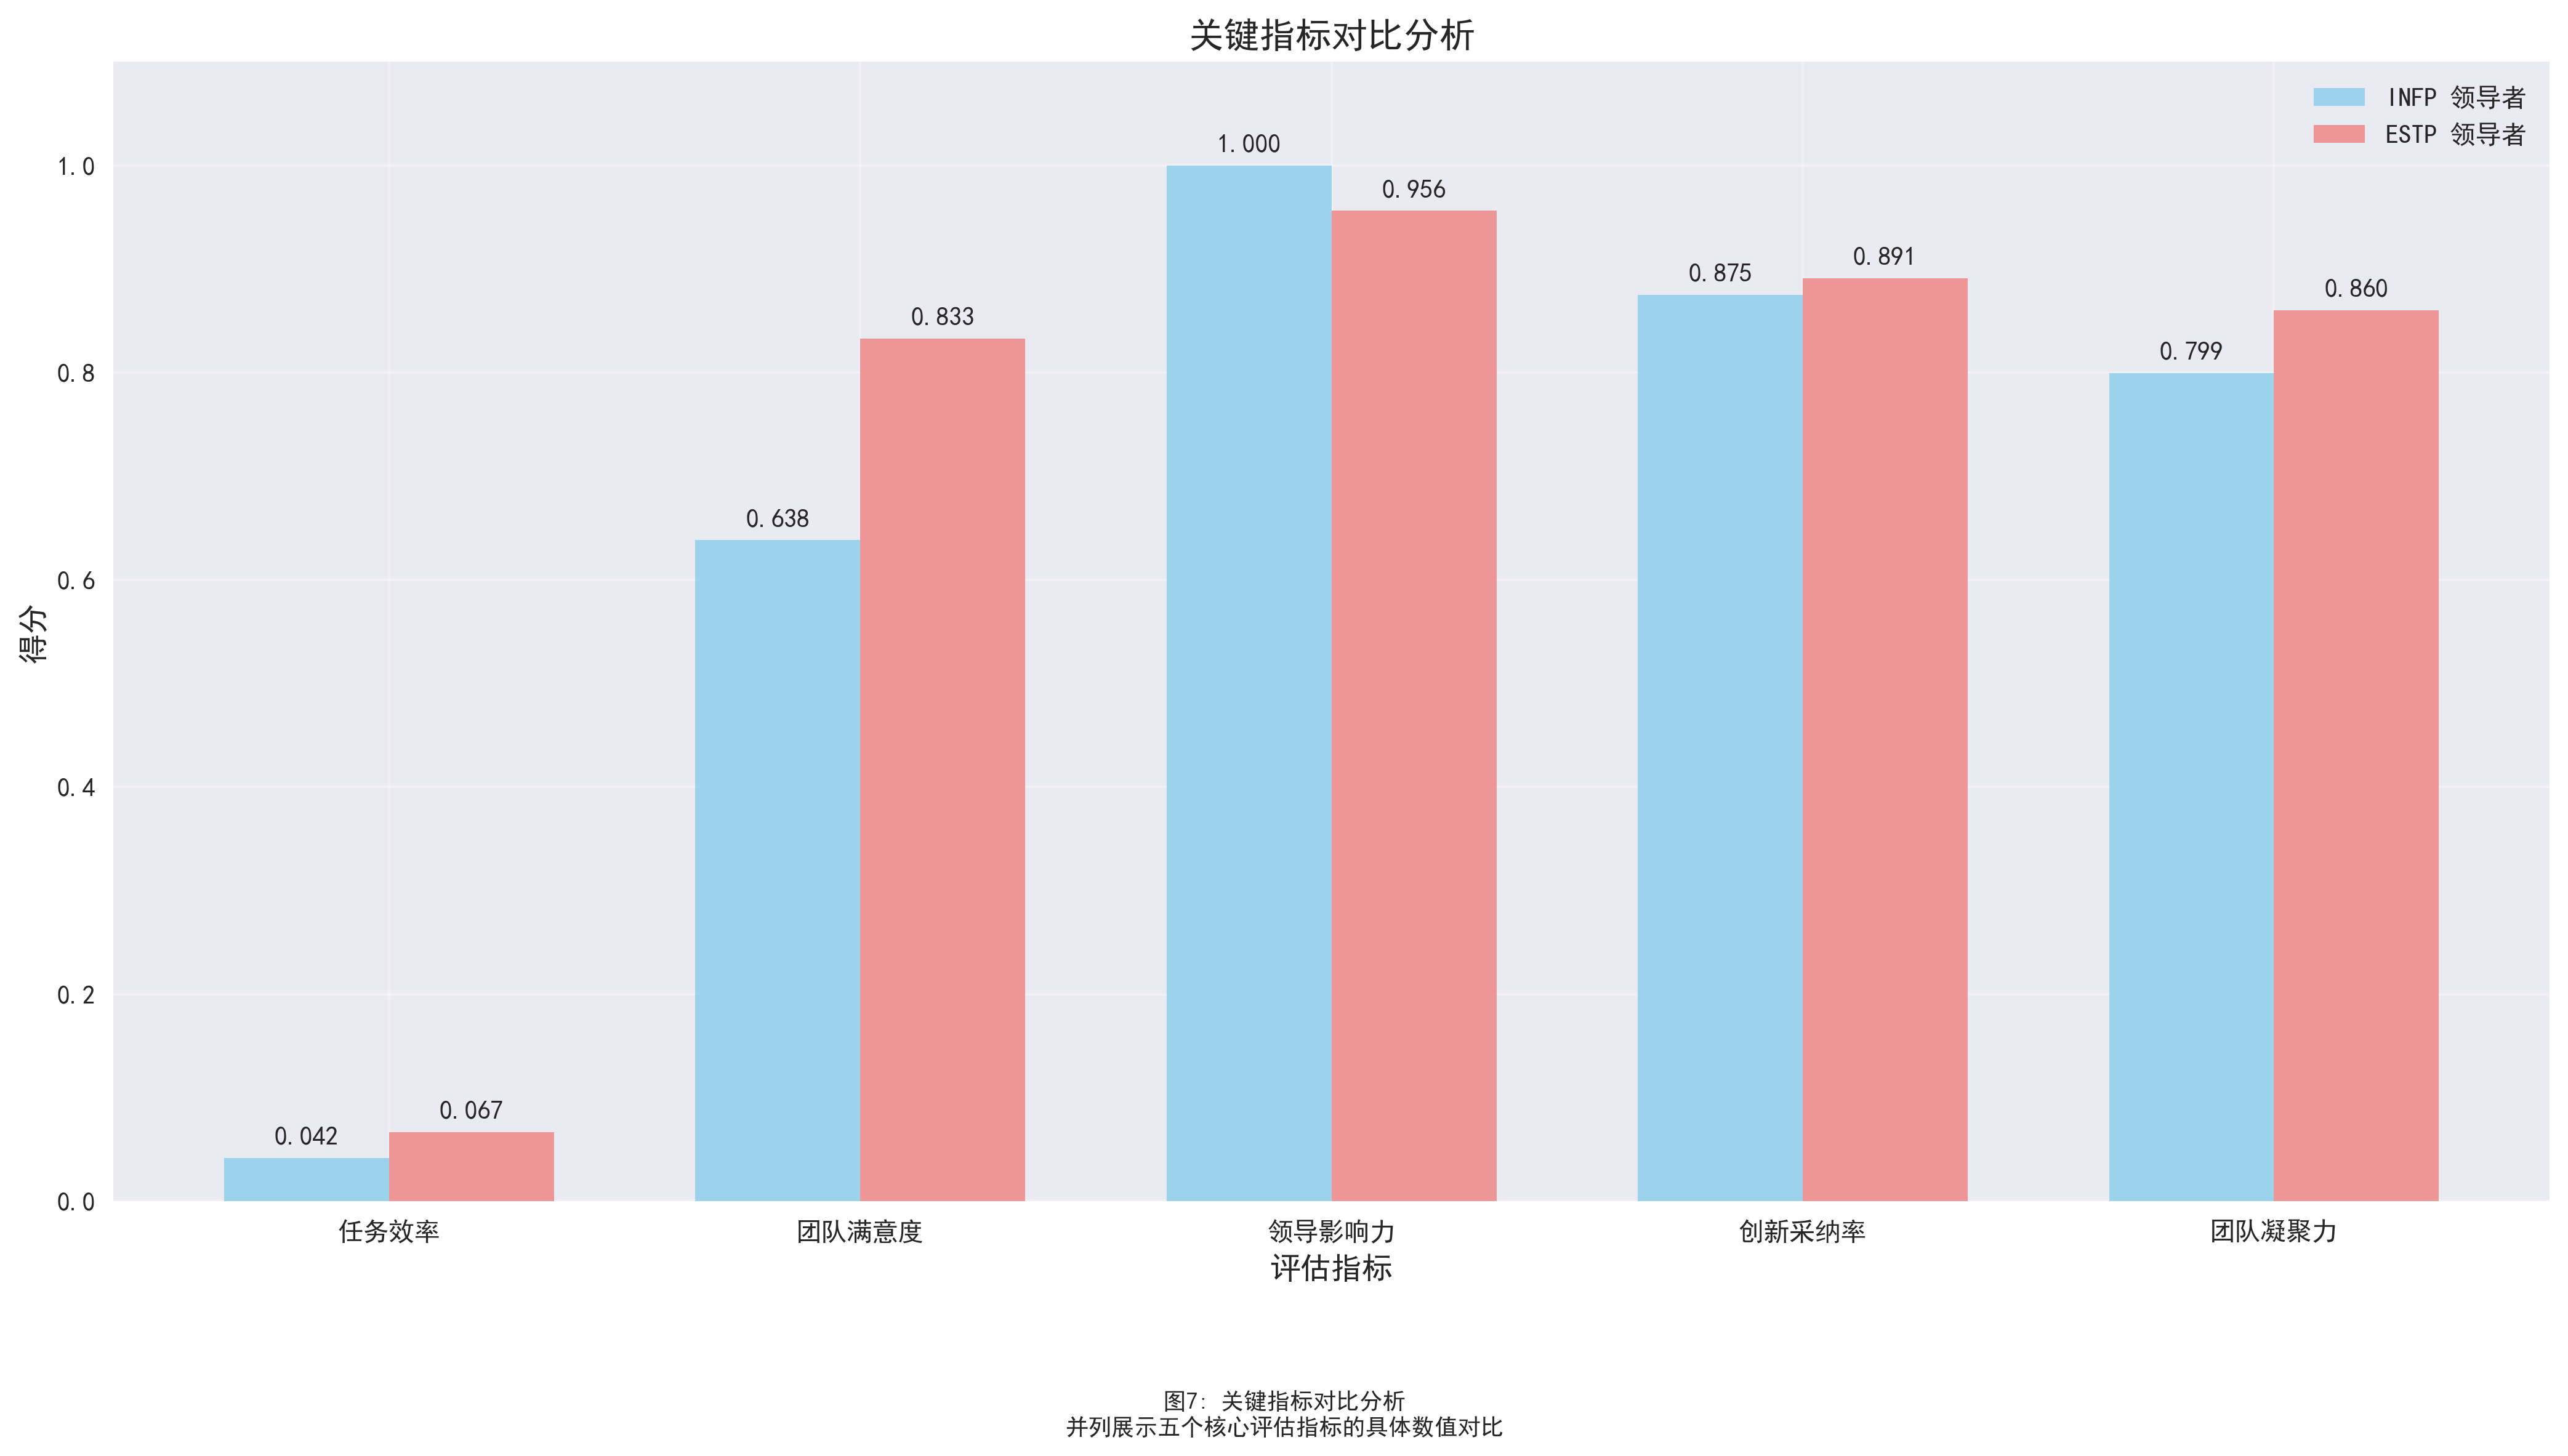 关键指标对比分析
INFP 领导者
ESTP 领导者
1.000
0.956
0.875
0.891
0.833
0.860
0.799
0.638
0.067
0.042
1.0
0.8
0.6
0.4
0.2
0.0
得分
任务效率
团队满意度
领导影响力
创新采纳率
团队凝聚力
评估指标
图7: 关键指标对比分析
并列展示五个核心评估指标的具体数值对比